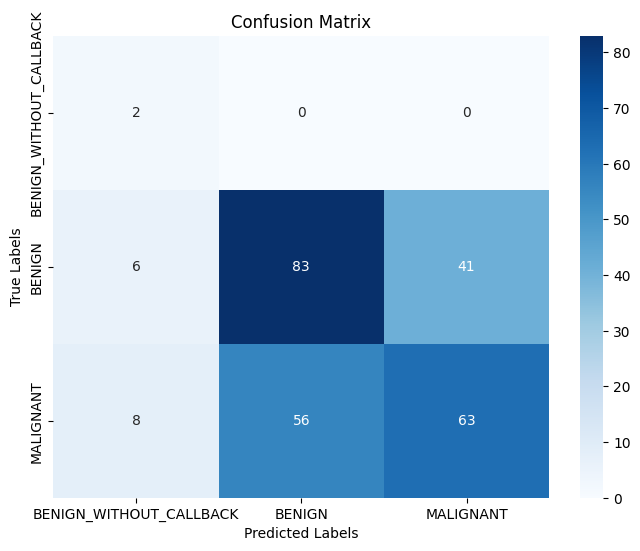 Confusion Matrix
True Labels
BENIGN_WITHOUT_CALLBACK
BENIGN
MALIGNANT
2 0 0
6 83 41
8 56 63
BENIGN_WITHOUT_CALLBACK BENIGN MALIGNANT
Predicted Labels
80
70
60
50
40
30
20
10
0